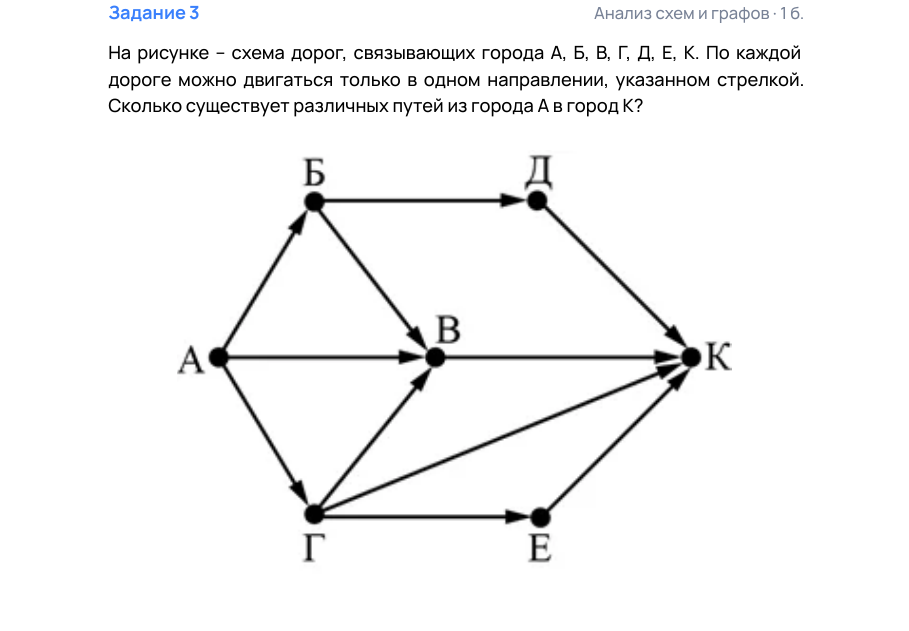 Задание 3
Анализ схем и графов · 1 б.
На рисунке – схема дорог, связывающих города А, Б, В, Г, Д, Е, К. По каждой
дороге можно двигаться только в одном направлении, указанном стрелкой.
Сколько существует различных путей из города А в город К?
Б
Д
В
А
К
Г
Е